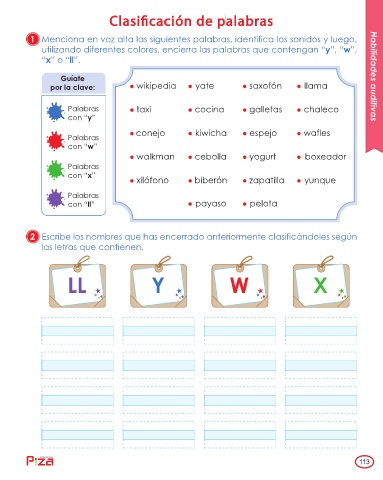 Clasificación de palabras
1 Menciona en voz alta las siguientes palabras, identifica los sonidos y luego,
utilizando diferentes colores, encierra las palabras que contengan “y”, “w”,
“x” o “ll”.
Habilidades auditivas
Guíate
por la clave:
Palabras
con “y”
Palabras
con “w”
Palabras
con “x”
Palabras
con “ll”
• wikipedia • yate • saxofón • llama
• taxi • cocina • galletas • chaleco
• conejo • kiwicha • espejo • wafles
• walkman • cebolla • yogurt • boxeador
• xilófono • biberón • zapatilla • yunque
• payaso • pelota
2 Escribe los nombres que has encerrado anteriormente clasificándoles según
las letras que contienen.
LL Y W X
113